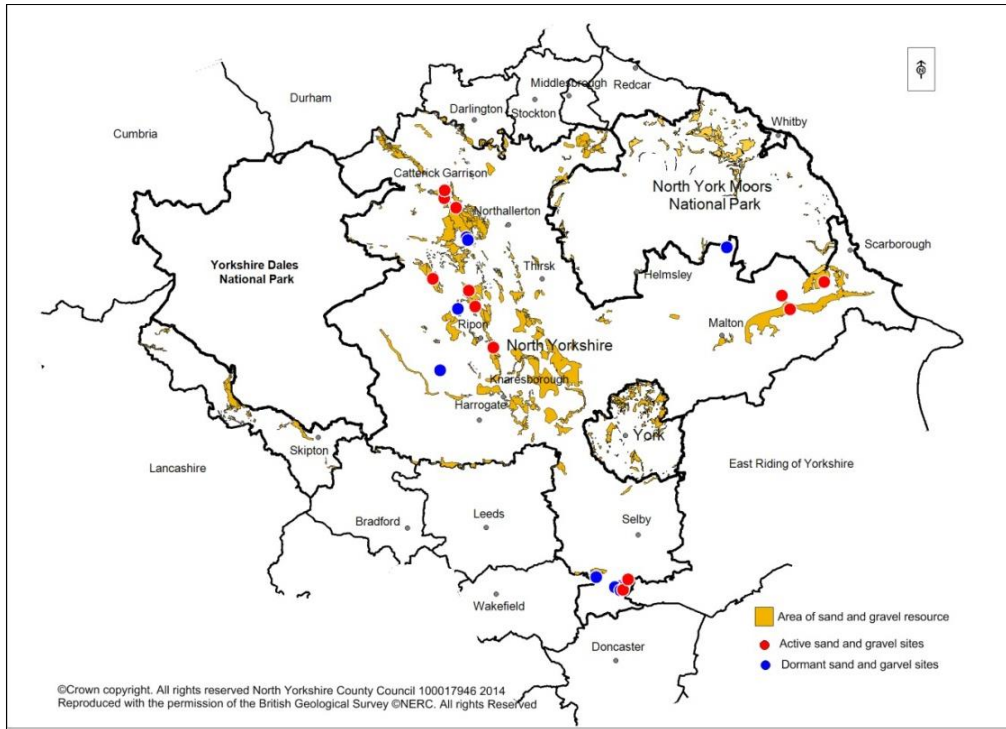 Middlesbrough
Redcar
Durham
Darlington
Stockton
Cumbria
Whitby
Catterick Garrison
North York Moors
National Park
Northallerton
Scarborough
Yorkshire Dales
National Park
Thirsk
Helmsley
Ripon
Malton
North Yorkshire
Knaresborough
Harrogate
York
Skipton
Lancashire
East Riding of Yorkshire
Bradford
Leeds
Selby
Wakefield
Doncaster
Area of sand and gravel resource
Active sand and gravel sites
Dormant sand and garvel sites
©Crown copyright. All rights reserved North Yorkshire County Council 100017946 2014
Reproduced with the permission of the British Geological Survey ©NERC. All rights Reserved